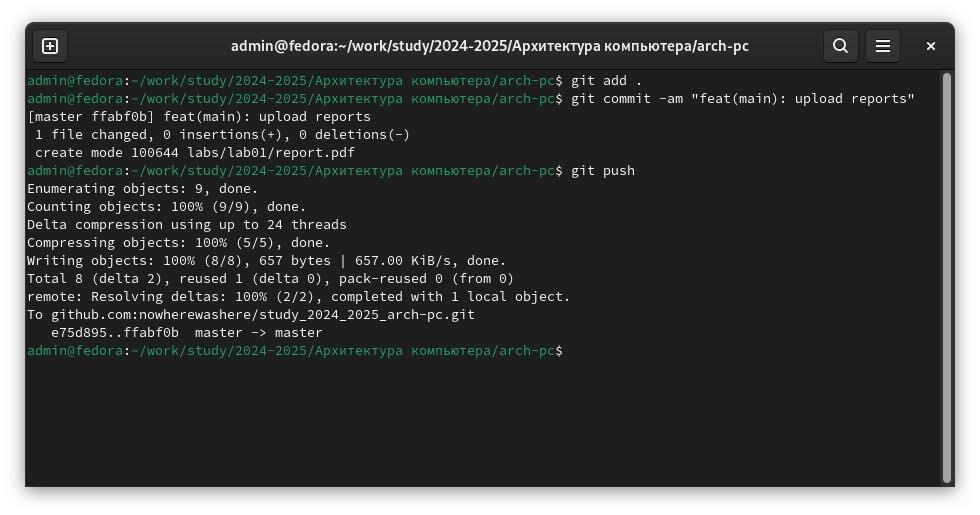 admin@fedora:~/work/study/2024-2025/Архитектура компьютера/arch-pc
admin@fedora:~/work/study/2024-2025/Архитектура компьютера/arch-pc$ git add .
admin@fedora:~/work/study/2024-2025/Архитектура компьютера/arch-pc$ git commit -am "feat(main): upload reports"
[master ffabf0b] feat(main): upload reports
 1 file changed, 0 insertions(+), 0 deletions(-)
 create mode 100644 labs/lab01/report.pdf
admin@fedora:~/work/study/2024-2025/Архитектура компьютера/arch-pc$ git push
Enumerating objects: 9, done.
Counting objects: 100% (9/9), done.
Delta compression using up to 24 threads
Compressing objects: 100% (5/5), done.
Writing objects: 100% (8/8), 657 bytes | 657.00 KiB/s, done.
Total 8 (delta 2), reused 1 (delta 0), pack-reused 0 (from 0)
remote: Resolving deltas: 100% (2/2), completed with 1 local object.
To github.com:nowherewashere/study_2024_2025_arch-pc.git
   e75d895..ffabf0b  master -> master
admin@fedora:~/work/study/2024-2025/Архитектура компьютера/arch-pc$